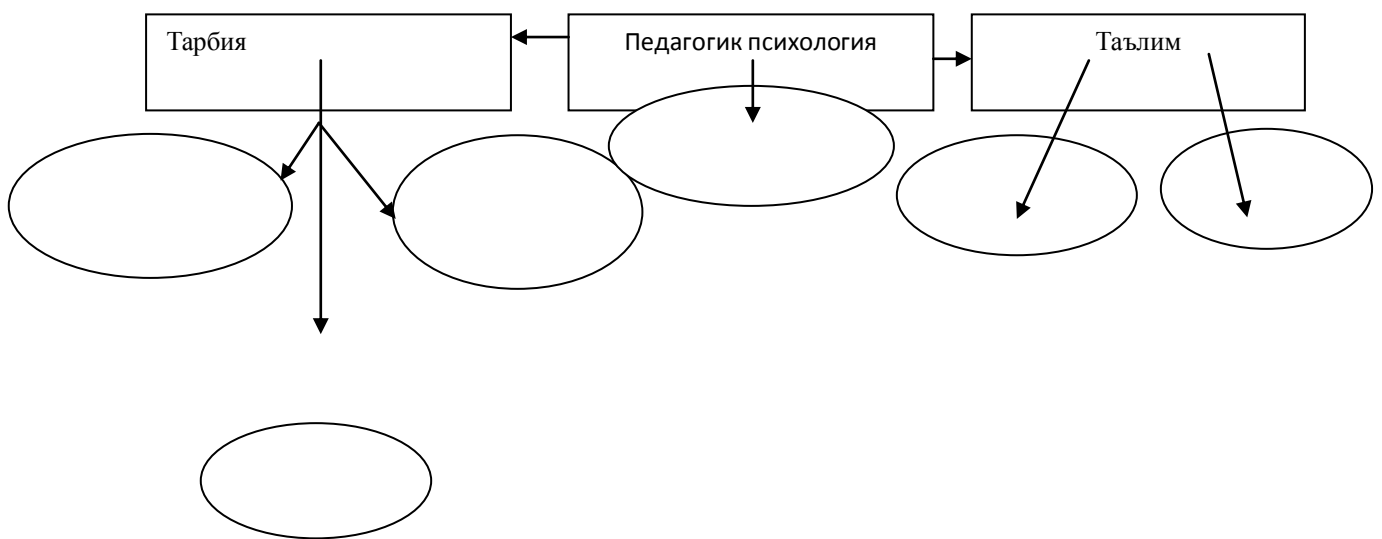 Тарбия
Педагогик психология
Таълим